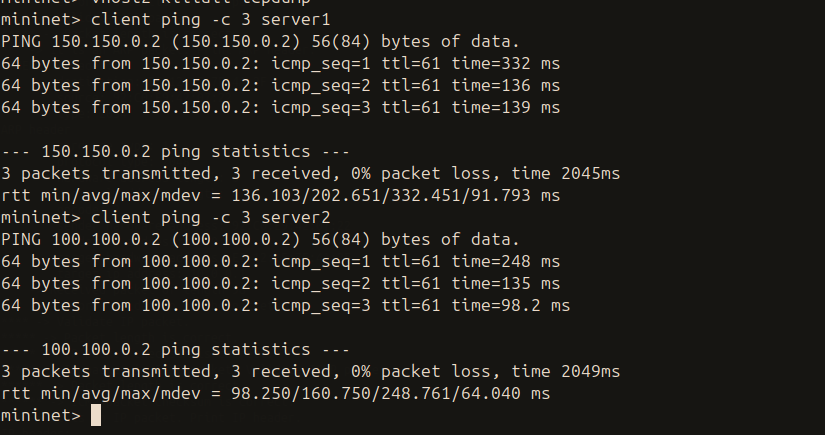 mininet> client ping -c 3 server1
PING 150.150.0.2 (150.150.0.2) 56(84) bytes of data.
64 bytes from 150.150.0.2: icmp_seq=1 ttl=61 time=332 ms
64 bytes from 150.150.0.2: icmp_seq=2 ttl=61 time=136 ms
64 bytes from 150.150.0.2: icmp_seq=3 ttl=61 time=139 ms
--- 150.150.0.2 ping statistics ---
3 packets transmitted, 3 received, 0% packet loss, time 2045ms
rtt min/avg/max/mdev = 136.103/202.651/332.451/91.793 ms
mininet> client ping -c 3 server2
PING 100.100.0.2 (100.100.0.2) 56(84) bytes of data.
64 bytes from 100.100.0.2: icmp_seq=1 ttl=61 time=248 ms
64 bytes from 100.100.0.2: icmp_seq=2 ttl=61 time=135 ms
64 bytes from 100.100.0.2: icmp_seq=3 ttl=61 time=98.2 ms
--- 100.100.0.2 ping statistics ---
3 packets transmitted, 3 received, 0% packet loss, time 2049ms
rtt min/avg/max/mdev = 98.250/160.750/248.761/64.040 ms
mininet>